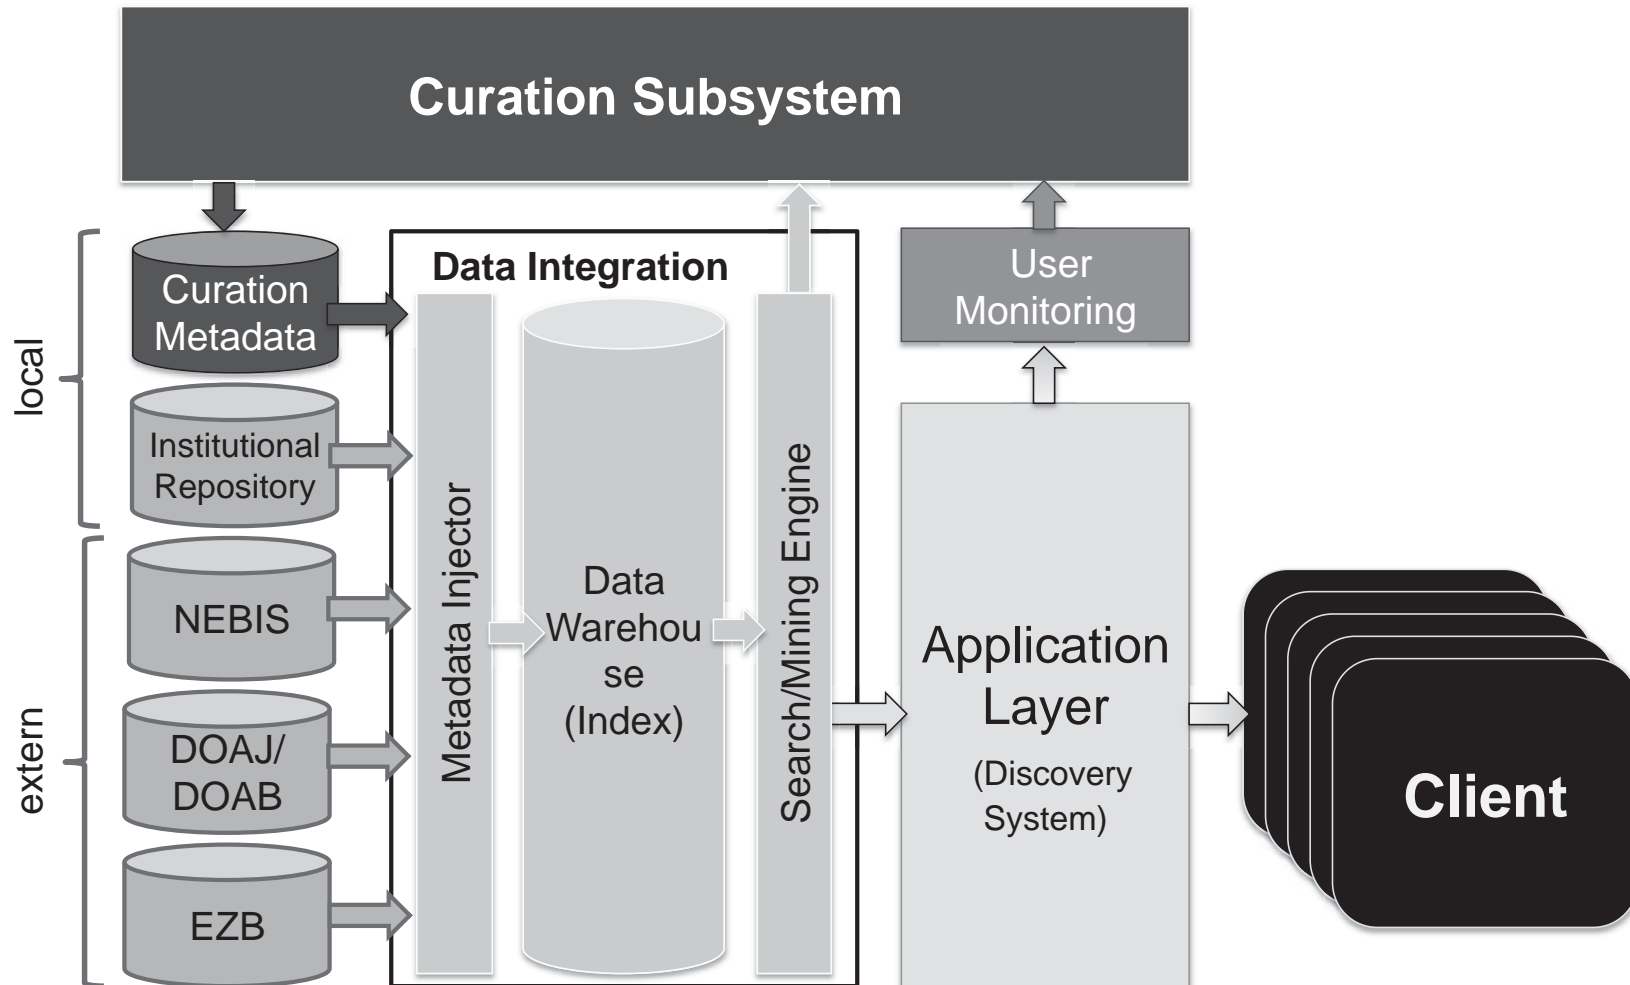 Curation Subsystem
local
extern
Curation
Metadata
Institutional
Repository
NEBIS
DOAJ/
DOAB
EZB
Data Integration
Metadata Injector
Data
Warehou
se
(Index)
Search/Mining Engine
User
Monitoring
Application
Layer
(Discovery
System)
Client